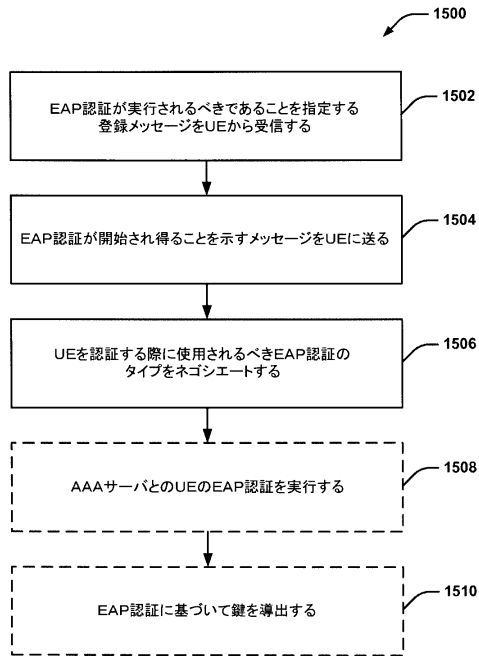 1500
EAP認証が実行されるべきであることを指定する
登録メッセージをUEから受信する
1502
EAP認証が開始され得ることを示すメッセージをUEに送る
1504
UEを認証する際に使用されるべきEAP認証の
タイプをネゴシエートする
1506
AAAサーバとのUEのEAP認証を実行する
1508
EAP認証に基づいて鍵を導出する
1510